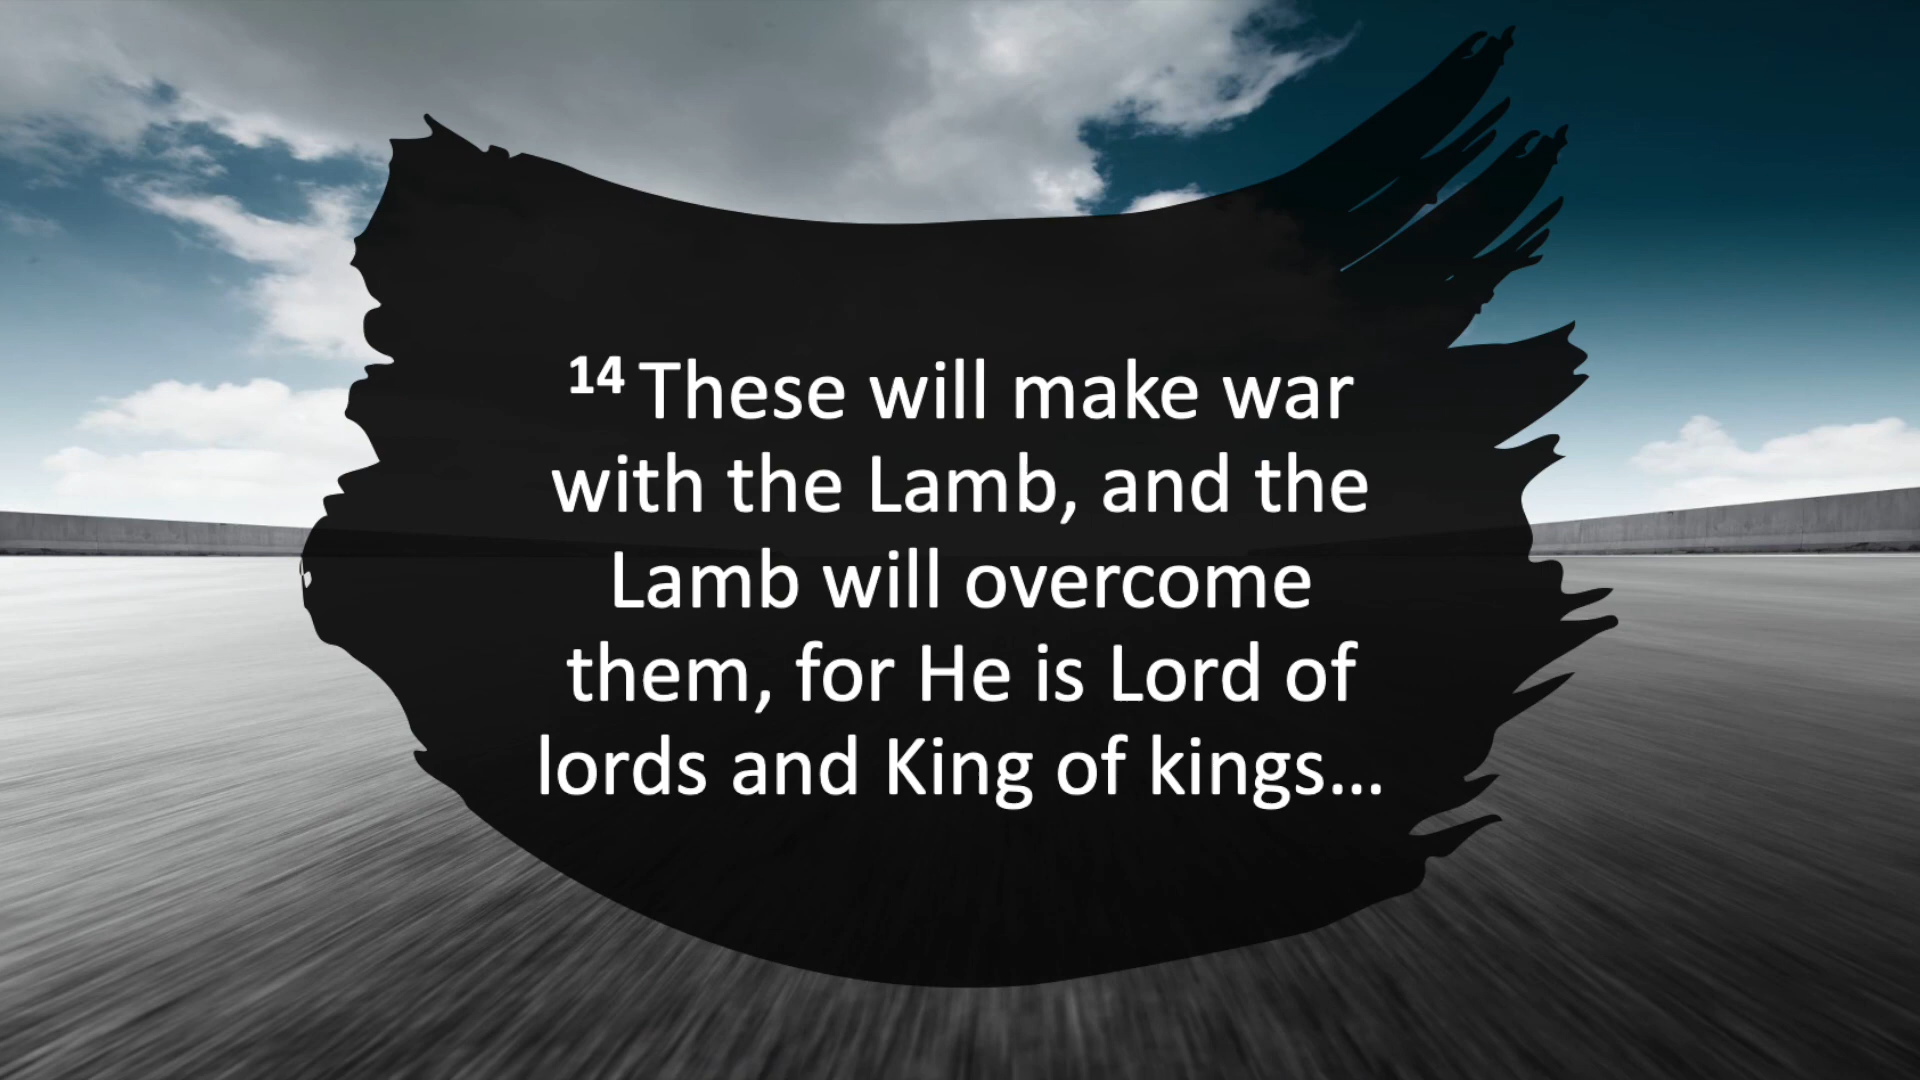 14 These will make war
with the Lamb, and the
Lamb will overcome
them, for He is Lord of
lords and King of kings...